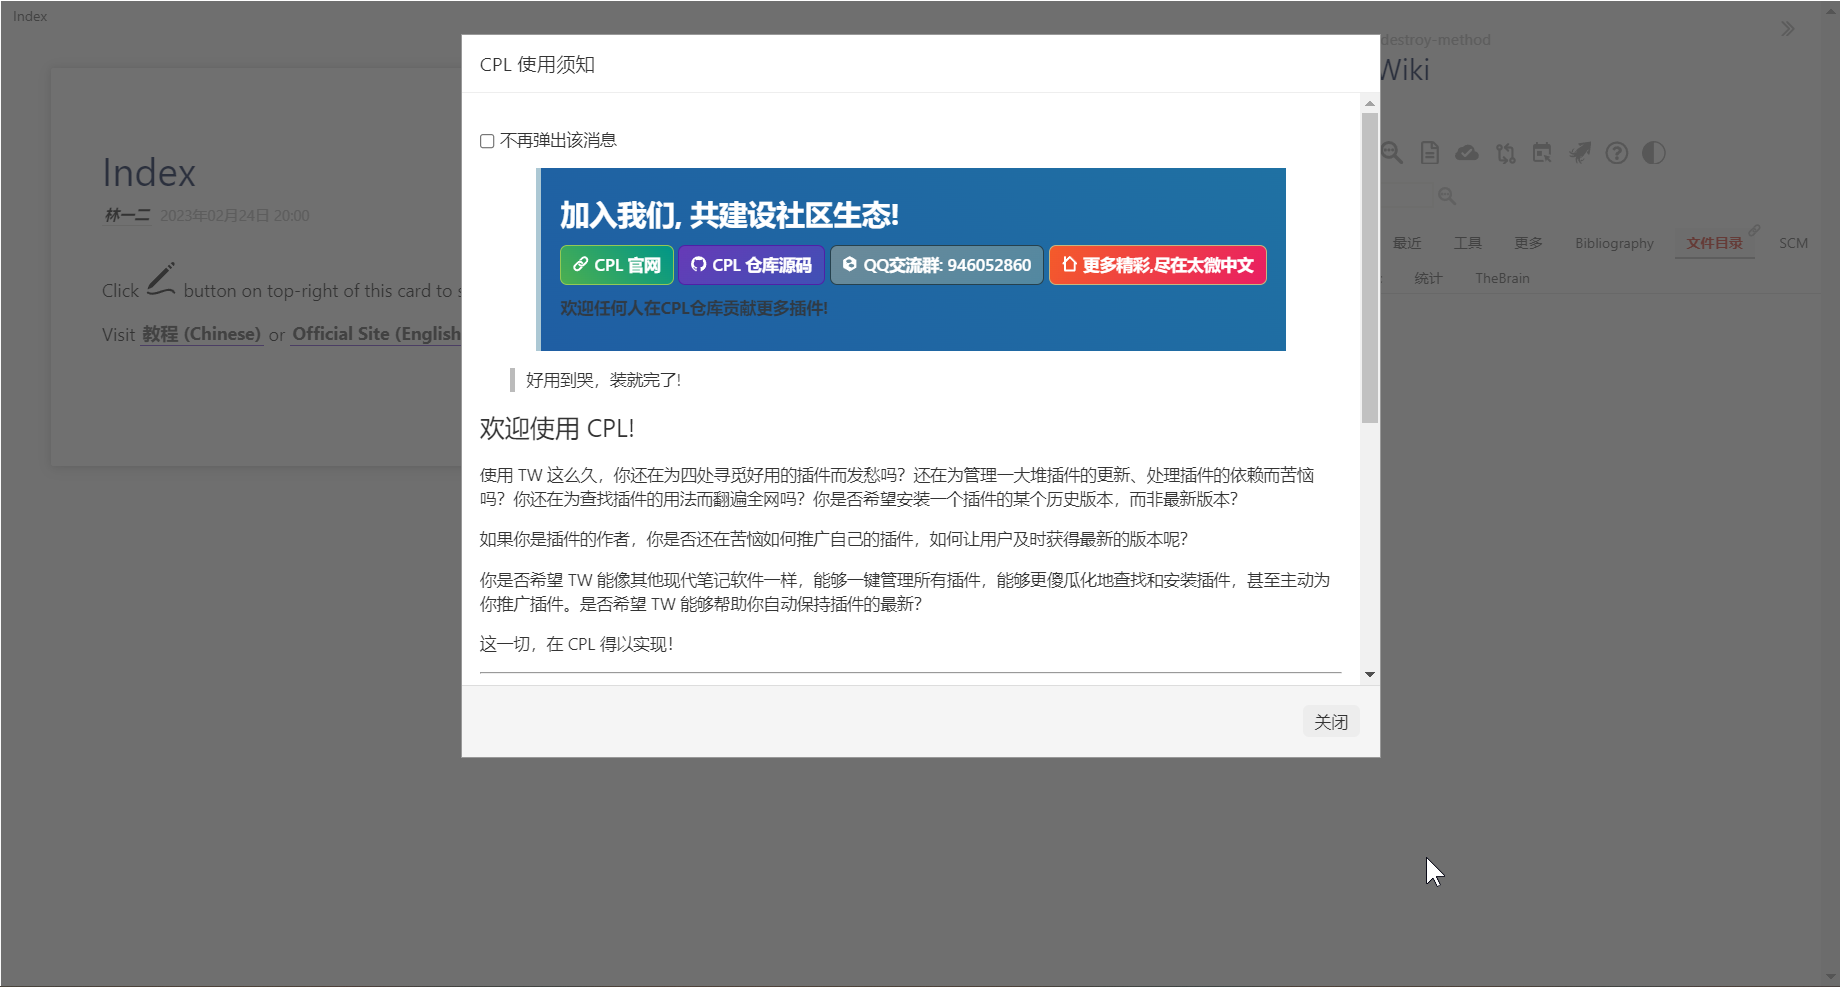 Index
destroy-method
Wiki
CPL 使用须知
不再弹出该消息
加入我们, 共建设社区生态!
CPL 官网
CPL 仓库源码
QQ交流群: 946052860
更多精彩,尽在太微中文
欢迎任何人在CPL仓库贡献更多插件!
好用到哭，装就完了!
欢迎使用 CPL!
使用 TW 这么久，你还在为四处寻觅好用的插件而发愁吗？还在为管理一大堆插件的更新、处理插件的依赖而苦恼
吗？你还在为查找插件的用法而翻遍全网吗？你是否希望安装一个插件的某个历史版本，而非最新版本？
如果你是插件的作者，你是否还在苦恼如何推广自己的插件，如何让用户及时获得最新的版本呢？
你是否希望 TW 能像其他现代笔记软件一样，能够一键管理所有插件，能够更傻瓜化地查找和安装插件，甚至主动为
你推广插件。是否希望 TW 能够帮助你自动保持插件的最新？
这一切，在 CPL 得以实现！
关闭
Index
林一二 2023年02月24日 20:00
Click button on top-right of this card to s
Visit 教程 (Chinese) or Official Site (English
最近 工具 更多 Bibliography 文件目录 SCM
统计 TheBrain